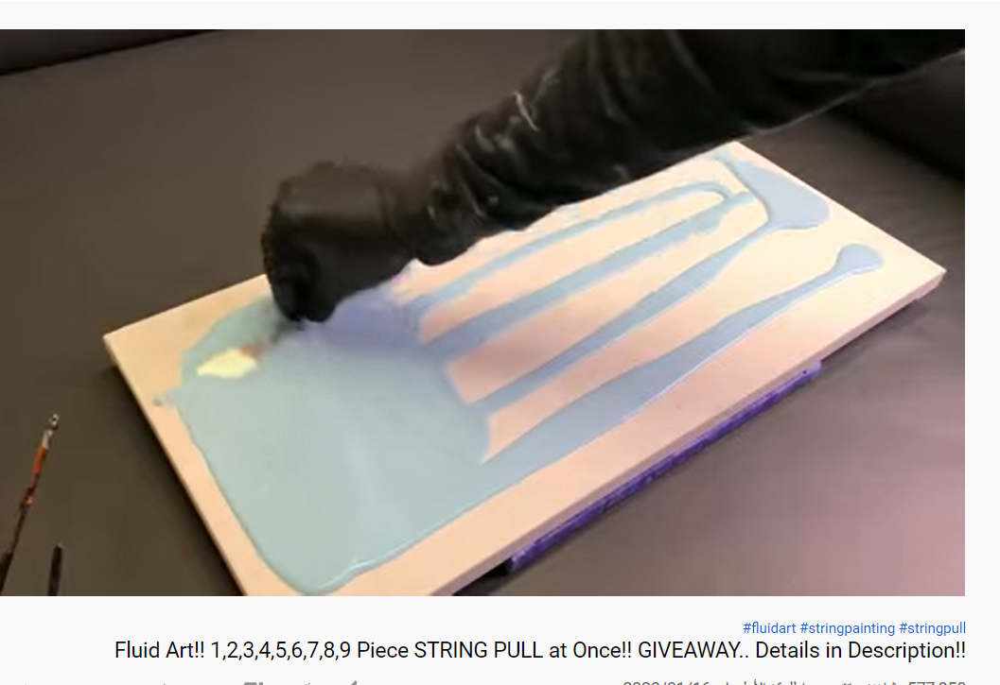 #fluidart #stringpainting #stringpull
Fluid Art!! 1,2,3,4,5,6,7,8,9 Piece STRING PULL at Once!! GIVEAWAY.. Details in Description!!